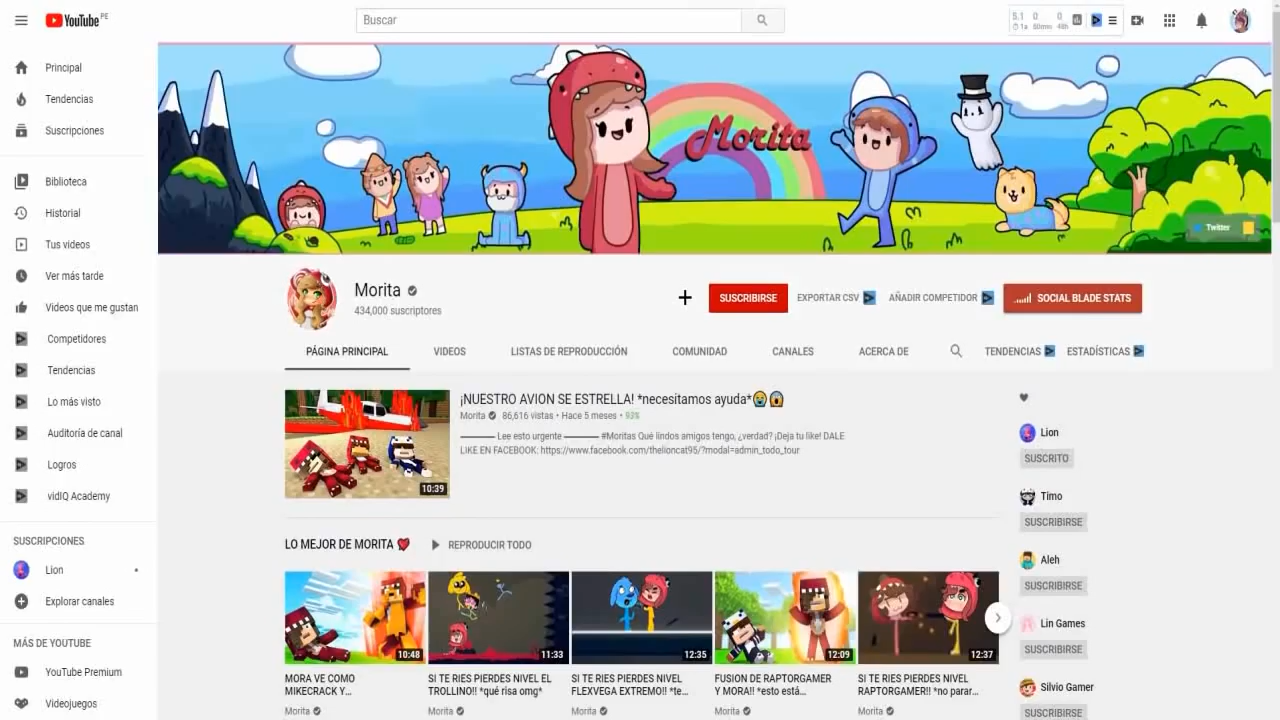 YouTube PE
Buscar
5.1 0 0
1a 60min 48h
Principal
Tendencias
Suscripciones
Biblioteca
Historial
Tus videos
Ver más tarde
Videos que me gustan
Competidores
Tendencias
Lo más visto
Auditoría de canal
Logros
vidIQ Academy
SUSCRIPCIONES
Lion
Explorar canales
MÁS DE YOUTUBE
YouTube Premium
Videojuegos
Morita
Twitter
Morita
434,000 suscriptores
SUSCRIBIRSE
EXPORTAR CSV
AÑADIR COMPETIDOR
SOCIAL BLADE STATS
PÁGINA PRINCIPAL
VIDEOS
LISTAS DE REPRODUCCIÓN
COMUNIDAD
CANALES
ACERCA DE
TENDENCIAS
ESTADÍSTICAS
10:39
¡NUESTRO AVION SE ESTRELLA! *necesitamos ayuda*😭😱
Morita 86,616 vistas • Hace 5 meses • 93%
———— Lee esto urgente ———— #Moritas Qué lindos amigos tengo, ¿verdad? ¡Deja tu like! DALE
LIKE EN FACEBOOK: https://www.facebook.com/thelioncat95/?modal=admin_todo_tour
LO MEJOR DE MORITA 💖
REPRODUCIR TODO
10:48
MORA VE COMO
MIKECRACK Y...
Morita
11:33
SI TE RIES PIERDES NIVEL EL
TROLLINO!! *qué risa omg*
Morita
12:35
SI TE RIES PIERDES NIVEL
FLEXVEGA EXTREMO!! *te...
Morita
12:09
FUSION DE RAPTORGAMER
Y MORA!! *esto está...
Morita
12:37
SI TE RIES PIERDES NIVEL
RAPTORGAMER!! *no parar...
Morita
♥
Lion
SUSCRITO
Timo
SUSCRIBIRSE
Aleh
SUSCRIBIRSE
Lin Games
SUSCRIBIRSE
Silvio Gamer
SUSCRIBIRSE